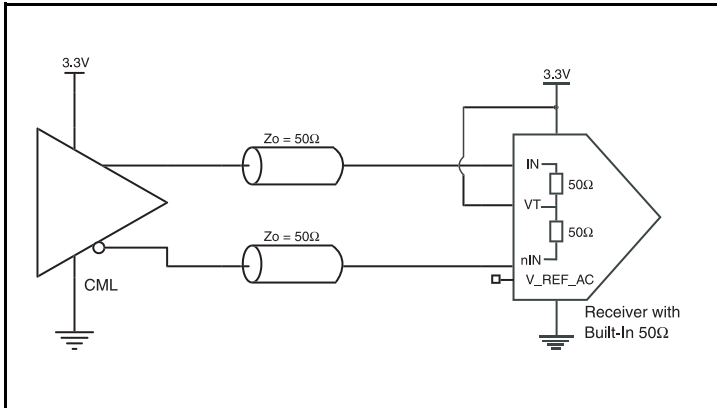 3.3V
3.3V
Zo = 50Ω
IN
50Ω
VT
50Ω
Zo = 50Ω
nIN
V_REF_AC
CML
Receiver with
Built-In 50Ω